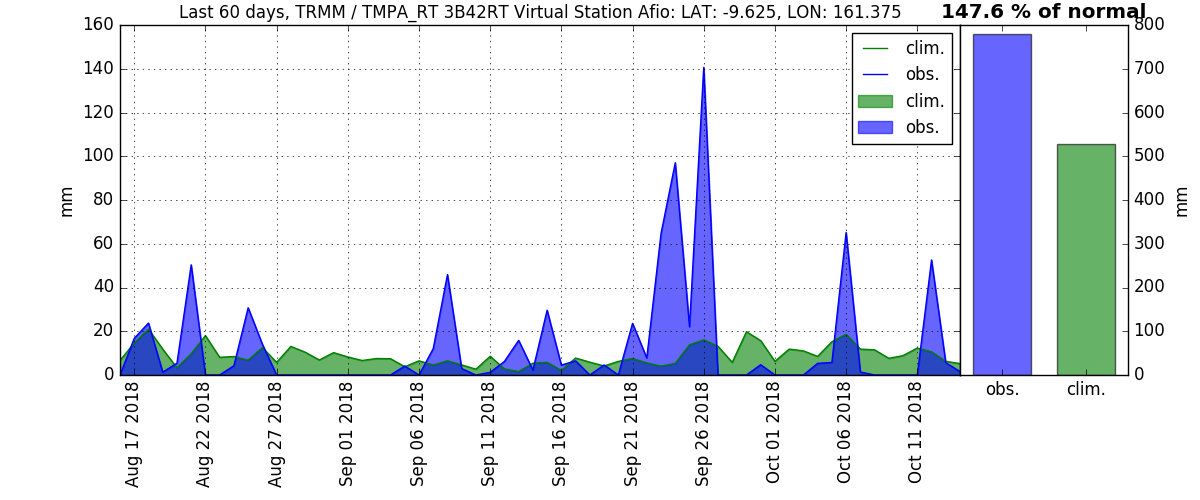 Last 60 days, TRMM / TMPA_RT 3B42RT Virtual Station Afio: LAT: -9.625, LON: 161.375
147.6 % of normal
mm
160
140
120
100
80
60
40
20
0
clim.
obs.
clim.
obs.
Aug 17 2018
Aug 22 2018
Aug 27 2018
Sep 01 2018
Sep 06 2018
Sep 11 2018
Sep 16 2018
Sep 21 2018
Sep 26 2018
Oct 01 2018
Oct 06 2018
Oct 11 2018
800
700
600
500
400
300
200
100
0
mm
obs.
clim.